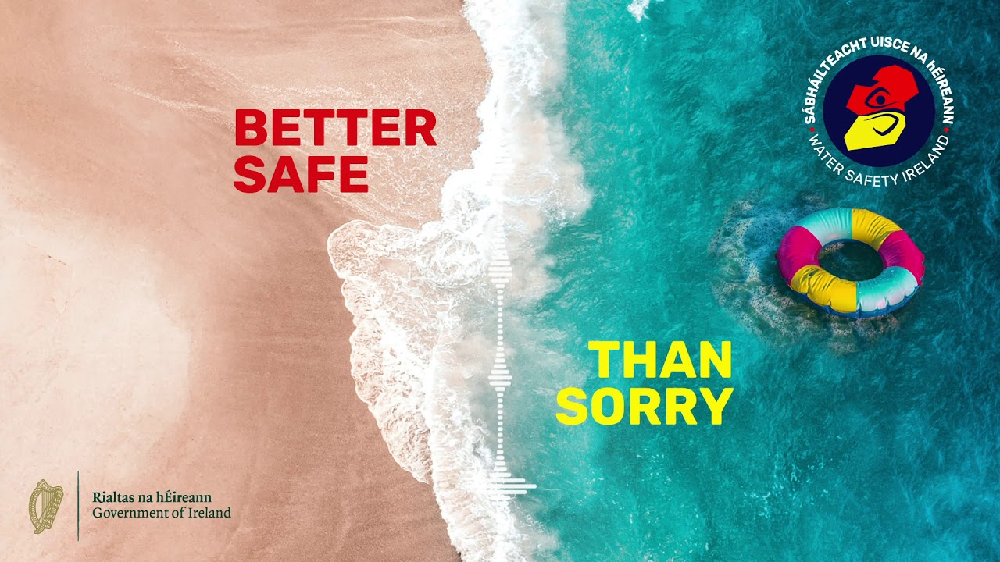 BETTER
SAFE
THAN
SORRY
SÁBHÁILTEACHT UISCE NA hÉIREANN
WATER SAFETY IRELAND
Rialtas na hÉireann
Government of Ireland